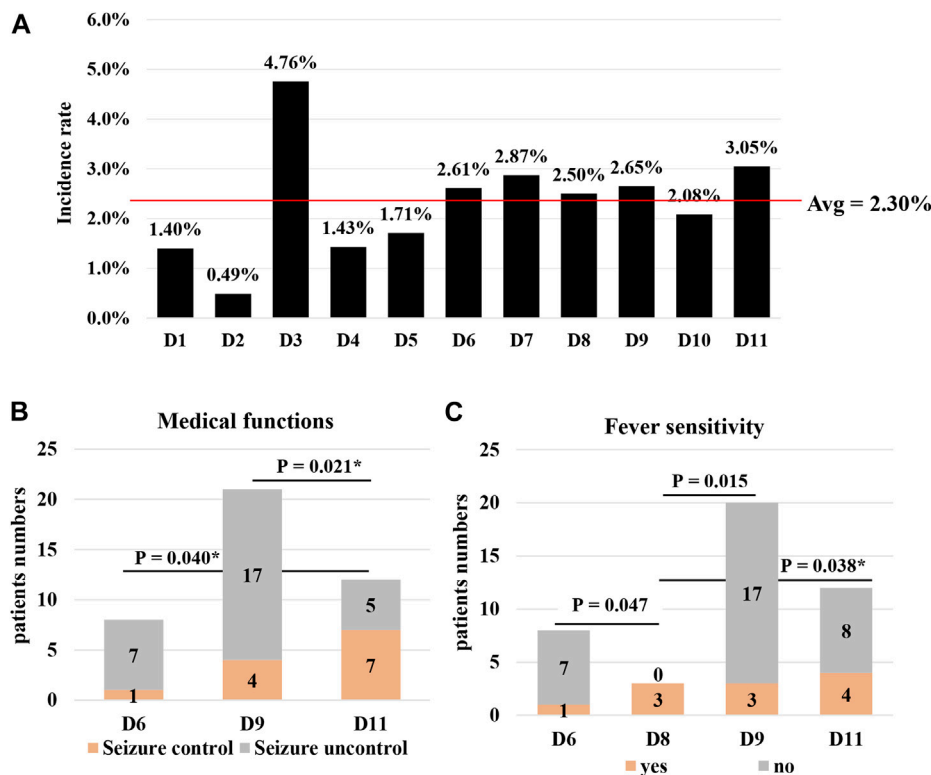 A
6.0%
5.0%
4.0%
3.0%
2.0%
1.0%
0.0%
Incidence rate
1.40%
0.49%
4.76%
1.43%
1.71%
2.61%
2.87%
2.50%
2.65%
2.08%
3.05%
Avg = 2.30%
D1 D2 D3 D4 D5 D6 D7 D8 D9 D10 D11
B
Medical functions
25
20
15
10
5
0
patients numbers
P = 0.021*
P = 0.040*
7
1
17
4
5
7
D6 D9 D11
Seizure control Seizure uncontrol
C
Fever sensitivity
25
20
15
10
5
0
patients numbers
P = 0.015
P = 0.038*
P = 0.047
7
1
0
3
17
3
8
4
D6 D8 D9 D11
yes no